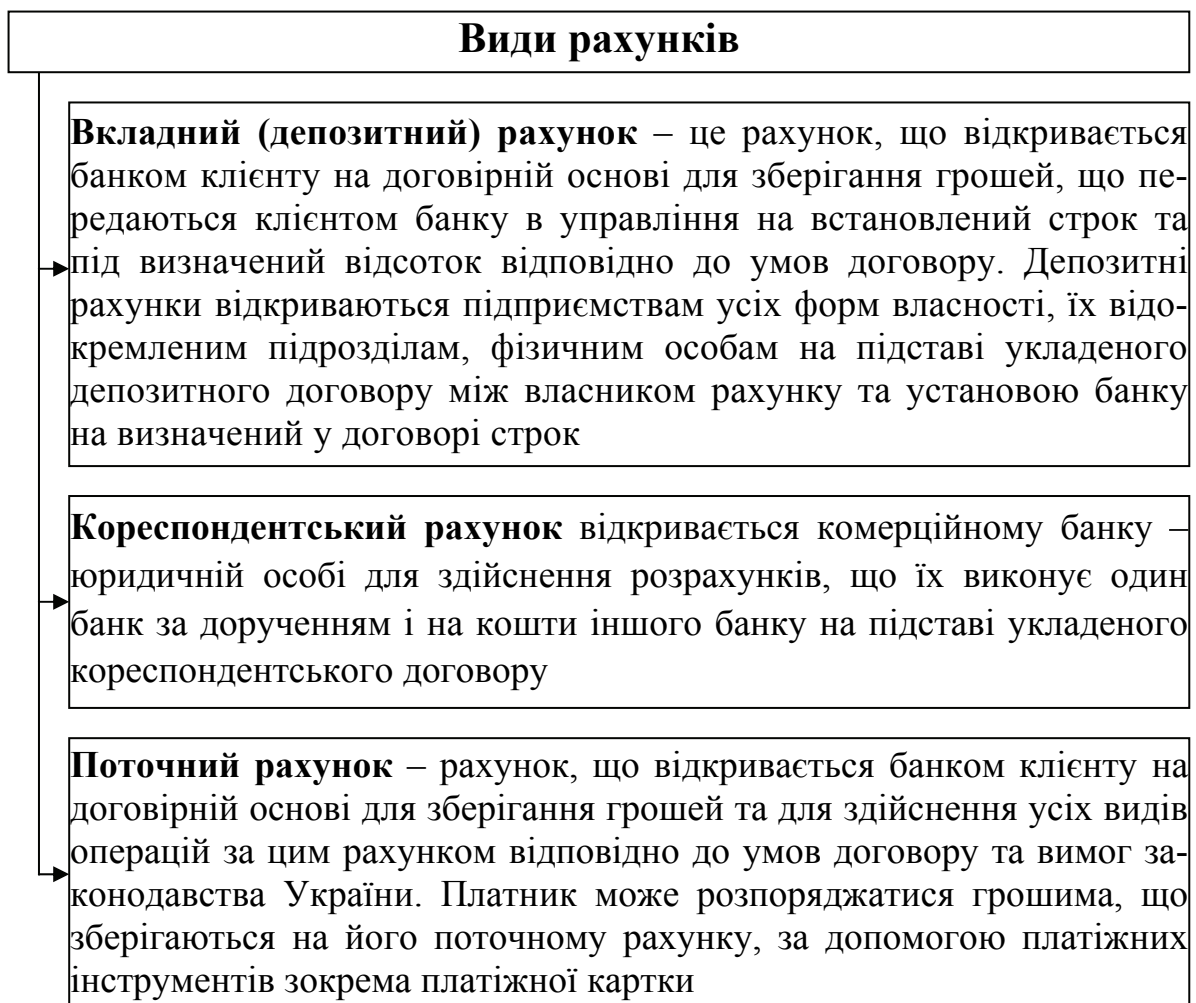 Види рахунків
Вкладний (депозитний) рахунок – це рахунок, що відкривається
банком клієнту на договірній основі для зберігання грошей, що пе-
редаються клієнтом банку в управління на встановлений строк та
під визначений відсоток відповідно до умов договору. Депозитні
рахунки відкриваються підприємствам усіх форм власності, їх відо-
кремленим підрозділам, фізичним особам на підставі укладеного
депозитного договору між власником рахунку та установою банку
на визначений у договорі строк
Кореспондентський рахунок відкривається комерційному банку –
юридичній особі для здійснення розрахунків, що їх виконує один
банк за дорученням і на кошти іншого банку на підставі укладеного
кореспондентського договору
Поточний рахунок – рахунок, що відкривається банком клієнту на
договірній основі для зберігання грошей та для здійснення усіх видів
операцій за цим рахунком відповідно до умов договору та вимог за-
конодавства України. Платник може розпоряджатися грошима, що
зберігаються на його поточному рахунку, за допомогою платіжних
інструментів зокрема платіжної картки